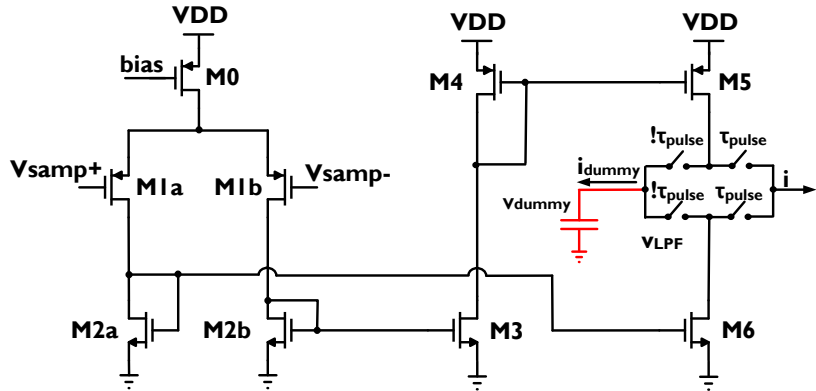 VDD
VDD
VDD
bias
M0
M4
M5
!τpulse
τpulse
Vsamp+
M1a
M1b
Vsamp-
idummy
!τpulse
τpulse
i
vdummy
vLPF
M2a
M2b
M3
M6